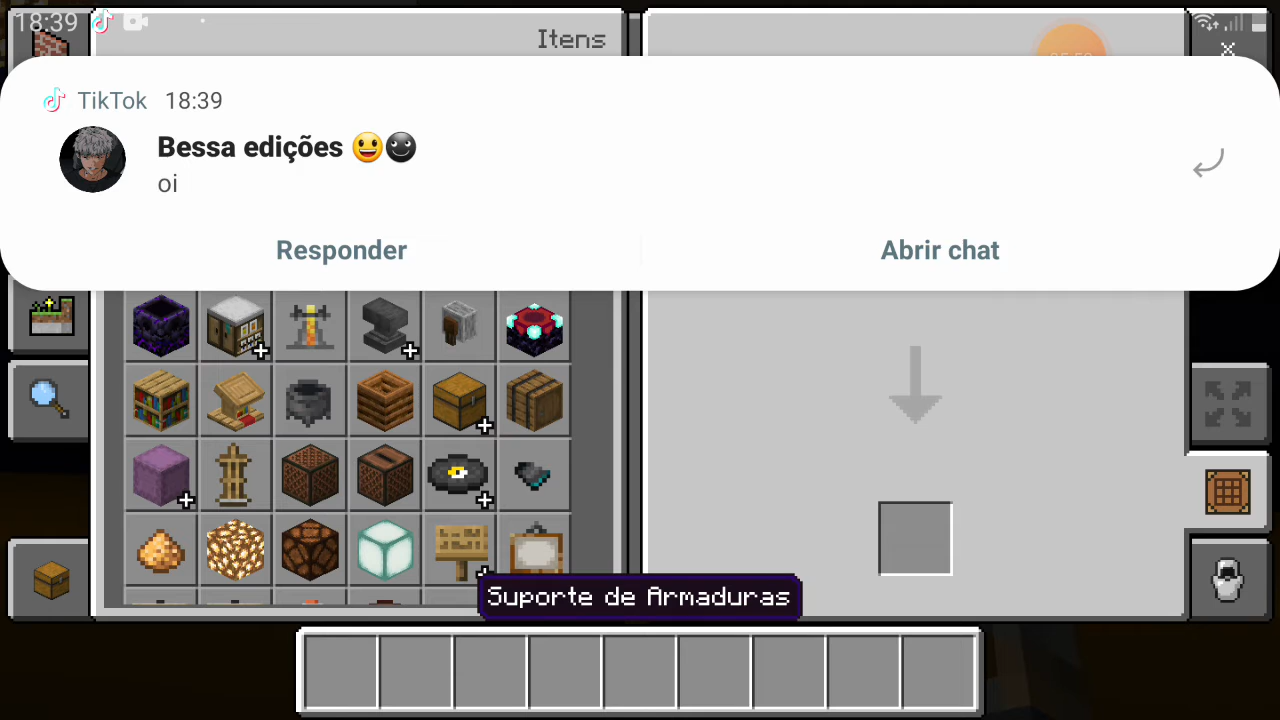 18:39
Itens
TikTok 18:39
Bessa edições 😀🌚
oi
Responder
Abrir chat
Suporte de Armaduras